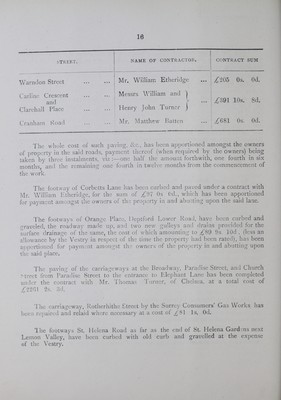 16
STREET. NAME OF CONTRACTOR. CONTRACT SUM
Warndon Street ... ... Mr. William Etheridge ... £205 0s. 0d.
Catlin Crescent and Clarehall Place ... ... Messrs William and Henry John Turner ... £591 10s. 8d.
Cranham Road ... ... Mr. Matthew Batten ... £681 0s 0d.
The whole cost of such paving, &c., has been apportioned amongst the owners
of property in the said roads, payment thereof (when required by the owners) being
taken by three instalments, viz :—one half the amount forthwith, one fourth in six
months, and the remaining one fourth in twelve months from the commencement of
the work.
The footway of Corbetts Lane has been curbed and paved under a contract with
Mr. William Etheridge, for the sum of £37 0s 0d., which has been apportioned
for payment amongst the owners of the property in and abutting upon the said lane.
The footways of Orange Place, Deptford Lower Road, have been curbed and
graveled, the roadway made up, and two new gulleys and drains provided for the
surface drainage of the same, the cost of which amounting to £89 9s 10d. (less an
allowance by the Vestry in respect of the time the property had been rated), has been
apportioned for payment amongst the owners of the property in and abutting upon
the said place.
The paving of the carriageways at the Broadway, Paradise Street, and Church
Street from Paradise Street to the entrance to Elephant Lane has been completed
under the contract with Mr. Thomas Turner, of Chelsea, at a total cost of
£2201 2s. 5d.
The carriageway, Rotherhithe Street by the Surrey Consumers' Gas Works has
been repaired and relaid where necessary at a cost of £81 1s. 6d.
The footways St. Helena Road as far as the end of St. Helena Gardens next
Lennon Valley, have been curbed with old curb and gravelled at the expense
of the Vestry.